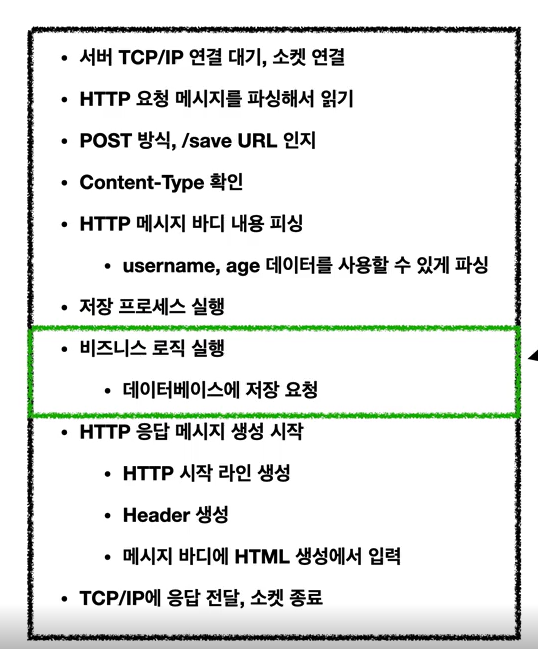 • 서버 TCP/IP 연결 대기, 소켓 연결
• HTTP 요청 메시지를 파싱해서 읽기
• POST 방식, /save URL 인지
• Content-Type 확인
• HTTP 메시지 바디 내용 피싱
• username, age 데이터를 사용할 수 있게 파싱
• 저장 프로세스 실행
• 비즈니스 로직 실행
• 데이터베이스에 저장 요청
• HTTP 응답 메시지 생성 시작
• HTTP 시작 라인 생성
• Header 생성
• 메시지 바디에 HTML 생성에서 입력
• TCP/IP에 응답 전달, 소켓 종료